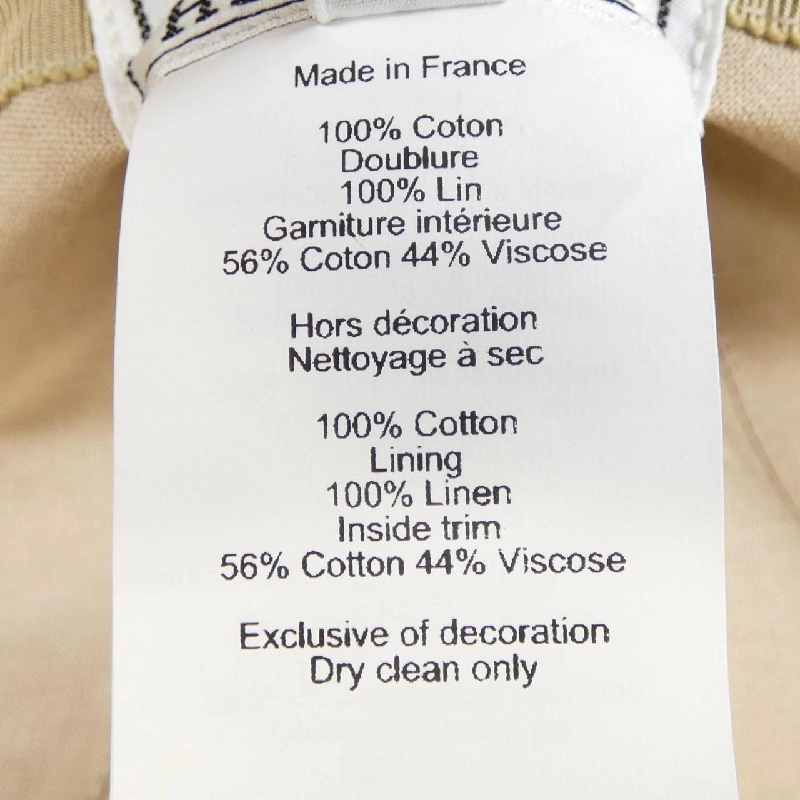 Made in France
100% Coton
Doublure
100% Lin
Garniture intérieure
56% Coton 44% Viscose
Hors décoration
Nettoyage à sec
100% Cotton
Lining
100% Linen
Inside trim
56% Cotton 44% Viscose
Exclusive of decoration
Dry clean only